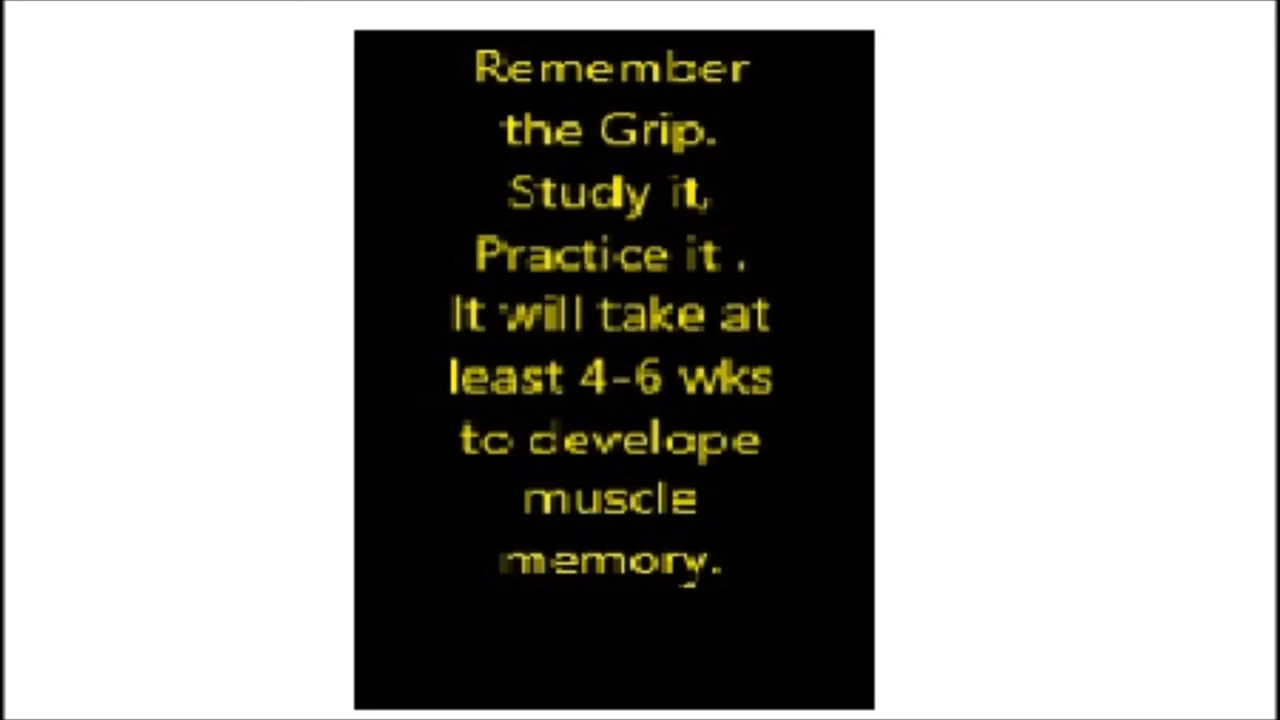 Remember
the Grip.
Study it,
Practice it .
It will take at
least 4-6 wks
to develope
muscle
memory.